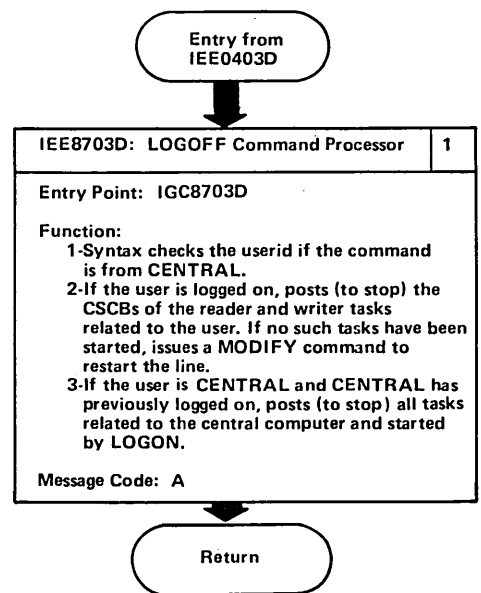 Entry from
IEE0403D
IEE8703D: LOGOFF Command Processor 1
Entry Point: IGC8703D
Function:
1-Syntax checks the userid if the command
is from CENTRAL.
2-If the user is logged on, posts (to stop) the
CSCBs of the reader and writer tasks
related to the user. If no such tasks have been
started, issues a MODIFY command to
restart the line.
3-If the user is CENTRAL and CENTRAL has
previously logged on, posts (to stop) all tasks
related to the central computer and started
by LOGON.
Message Code: A
Return